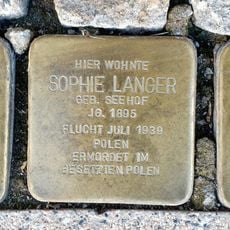 HIER WOHNTE
SOPHIE LANGER
GEB. SEEHOF
JG. 1895
FLUCHT JULI 1939
POLEN
ERMORDET IM
BESETZTEN POLEN